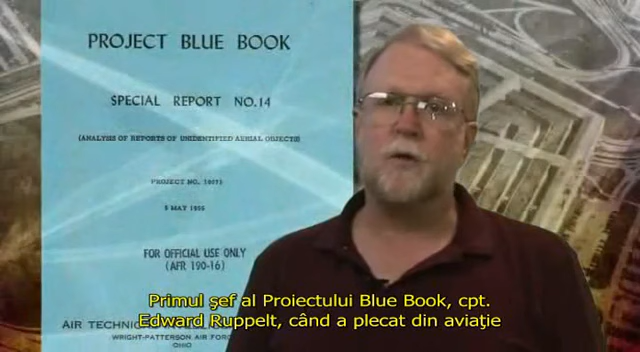 PROJECT BLUE BOOK
SPECIAL REPORT NO. 14
(ANALYSIS OF REPORTS OF UNIDENTIFIED AERIAL OBJECTS)
PROJECT NO. 10073
5 MAY 1955
FOR OFFICIAL USE ONLY
(AFR 190-16)
Primul şef al Proiectului Blue Book, cpt.
Edward Ruppelt, când a plecat din aviaţie
AIR TECHNIC
WRIGHT-PATTERSON AIR FORC
OHIO